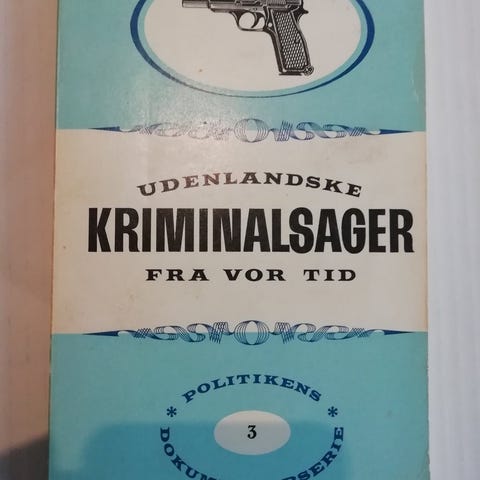 UDENLANDSKE
KRIMINALSAGER
FRA VOR TID
* POLITIKENS *
3